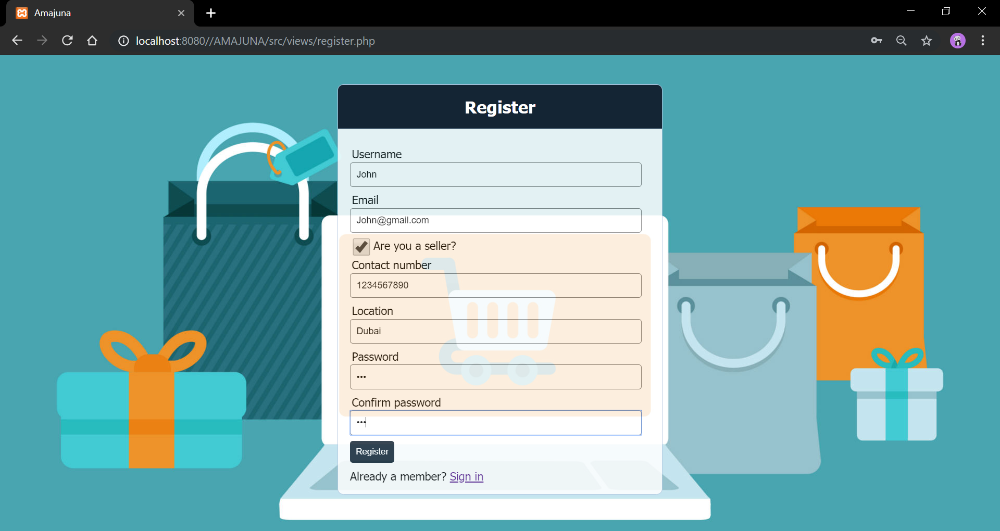 Amajuna
localhost:8080//AMAJUNA/src/views/register.php
Register
Username
John
Email
John@gmail.com
Are you a seller?
Contact number
1234567890
Location
Dubai
Password
•••
Confirm password
•••
Register
Already a member? Sign in